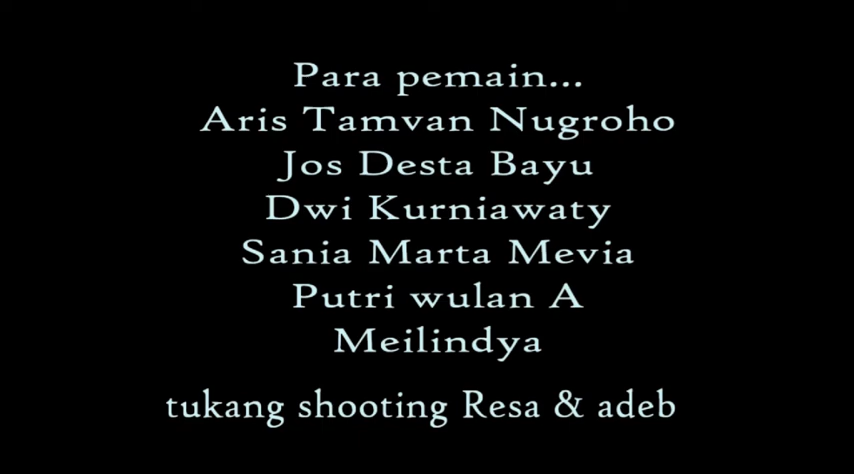 Para pemain...
Aris Tamvan Nugroho
Jos Desta Bayu
Dwi Kurniawaty
Sania Marta Mevia
Putri wulan A
Meilindya
tukang shooting Resa & adeb